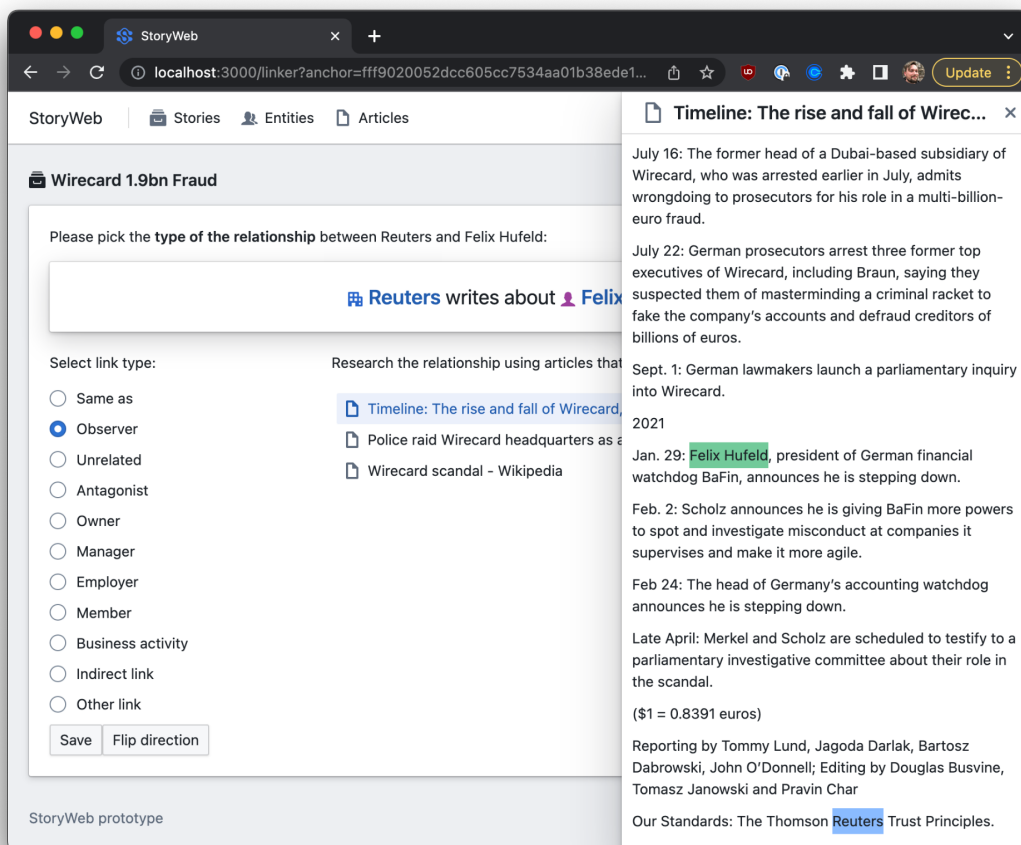 StoryWeb
localhost:3000/linker?anchor=fff9020052dcc605cc7534aa01b38ede1...
Update
StoryWeb
Stories
Entities
Articles
Wirecard 1.9bn Fraud
Please pick the type of the relationship between Reuters and Felix Hufeld:
Reuters writes about Felix
Select link type:
Same as
Observer
Unrelated
Antagonist
Owner
Manager
Employer
Member
Business activity
Indirect link
Other link
Save
Flip direction
Research the relationship using articles that
Timeline: The rise and fall of Wirecard,
Police raid Wirecard headquarters as a
Wirecard scandal - Wikipedia
StoryWeb prototype
Timeline: The rise and fall of Wirec...
July 16: The former head of a Dubai-based subsidiary of
Wirecard, who was arrested earlier in July, admits
wrongdoing to prosecutors for his role in a multi-billion-
euro fraud.
July 22: German prosecutors arrest three former top
executives of Wirecard, including Braun, saying they
suspected them of masterminding a criminal racket to
fake the company's accounts and defraud creditors of
billions of euros.
Sept. 1: German lawmakers launch a parliamentary inquiry
into Wirecard.
2021
Jan. 29: Felix Hufeld, president of German financial
watchdog BaFin, announces he is stepping down.
Feb. 2: Scholz announces he is giving BaFin more powers
to spot and investigate misconduct at companies it
supervises and make it more agile.
Feb 24: The head of Germany's accounting watchdog
announces he is stepping down.
Late April: Merkel and Scholz are scheduled to testify to a
parliamentary investigative committee about their role in
the scandal.
($1 = 0.8391 euros)
Reporting by Tommy Lund, Jagoda Darlak, Bartosz
Dabrowski, John O'Donnell; Editing by Douglas Busvine,
Tomasz Janowski and Pravin Char
Our Standards: The Thomson Reuters Trust Principles.